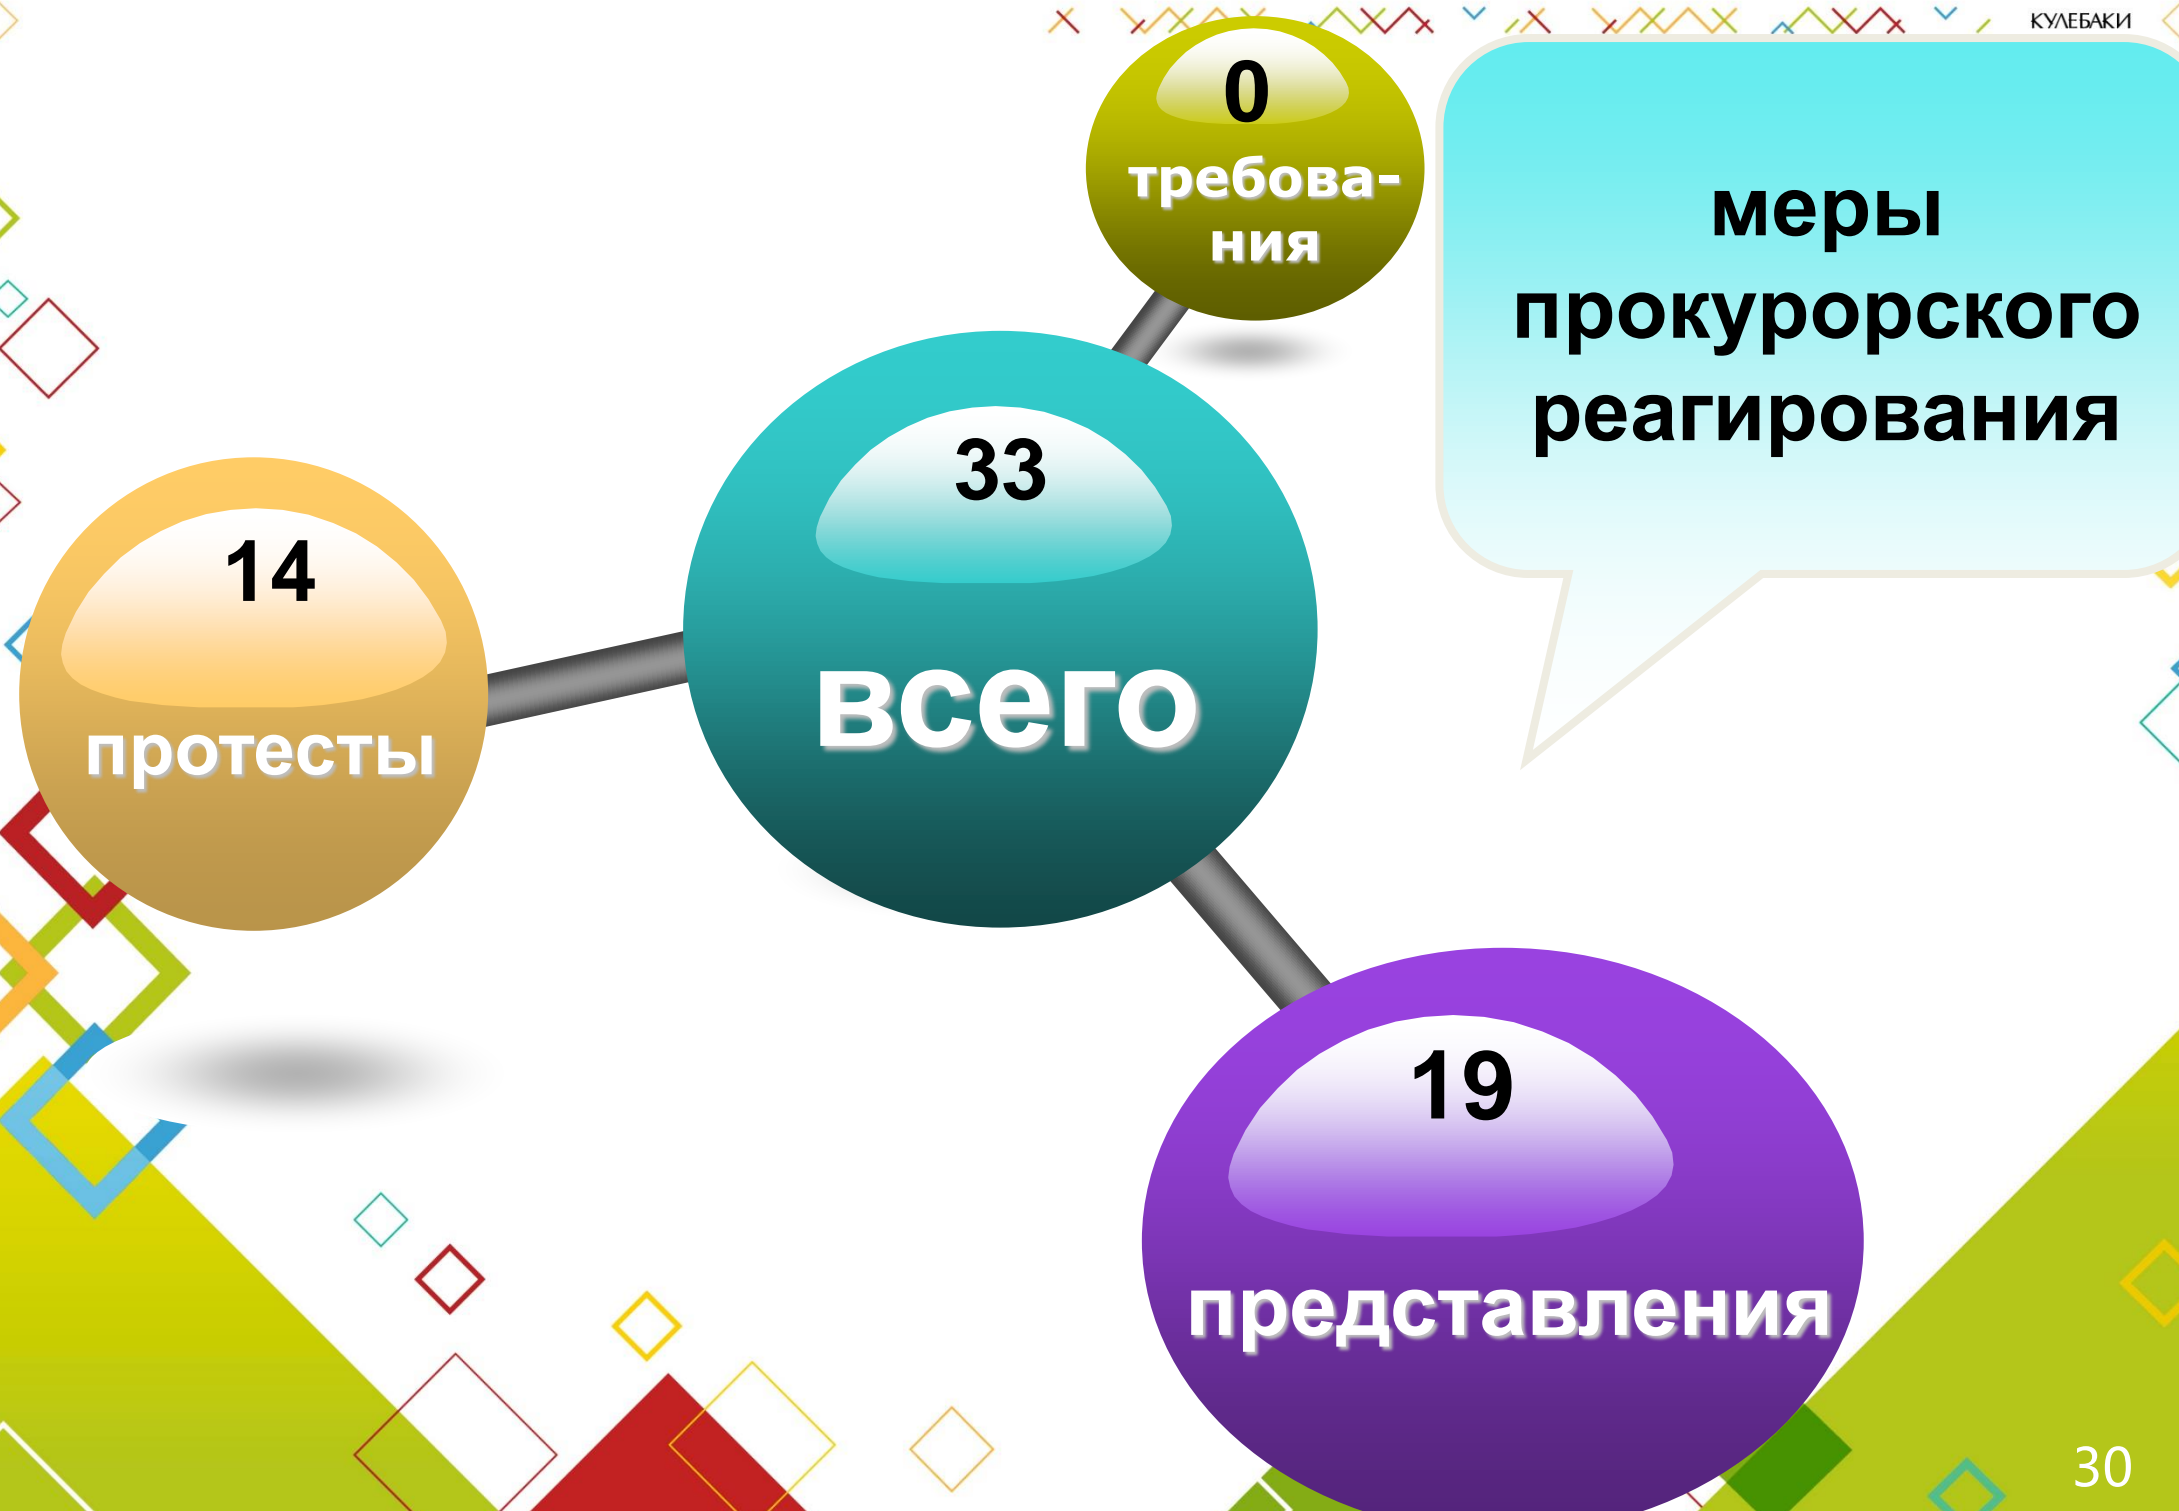 КУЛЕБАКИ
0
требова-
ния
меры
прокурорского
реагирования
33
всего
14
протесты
19
представления
30